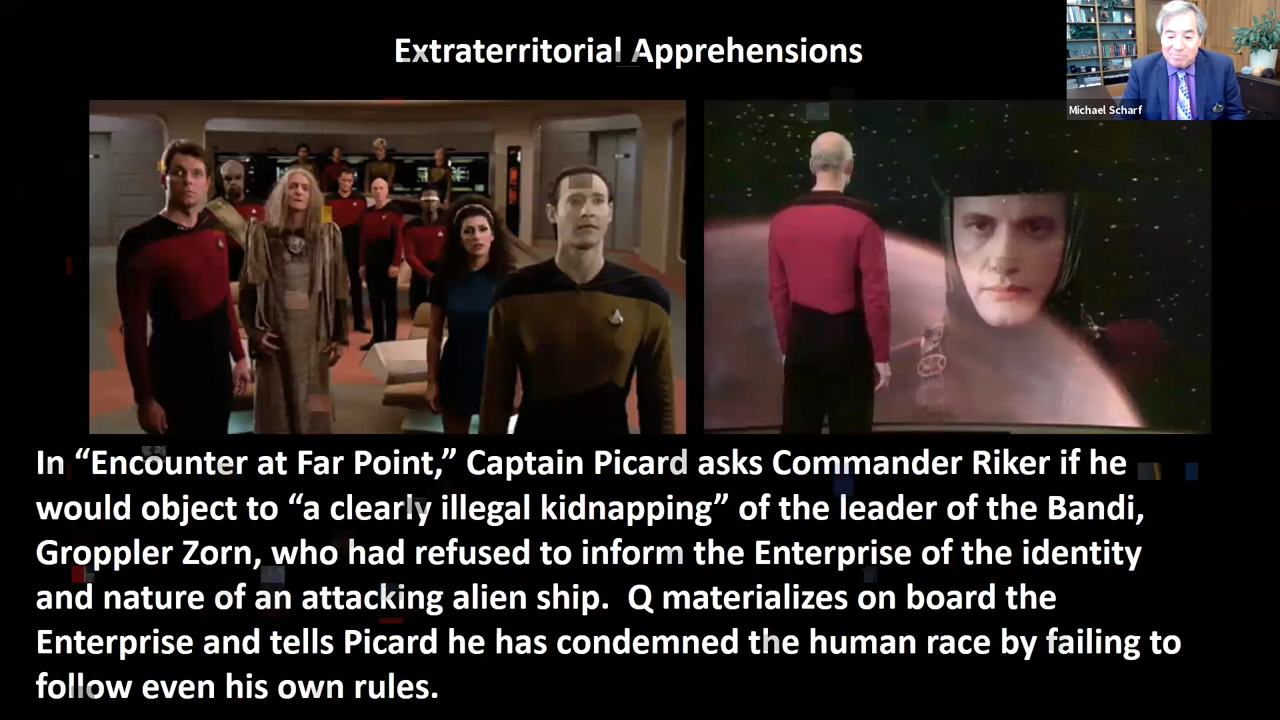 Extraterritorial Apprehensions
Michael Scharf
In “Encounter at Far Point,” Captain Picard asks Commander Riker if he
would object to “a clearly illegal kidnapping” of the leader of the Bandi,
Groppler Zorn, who had refused to inform the Enterprise of the identity
and nature of an attacking alien ship.  Q materializes on board the
Enterprise and tells Picard he has condemned the human race by failing to
follow even his own rules.